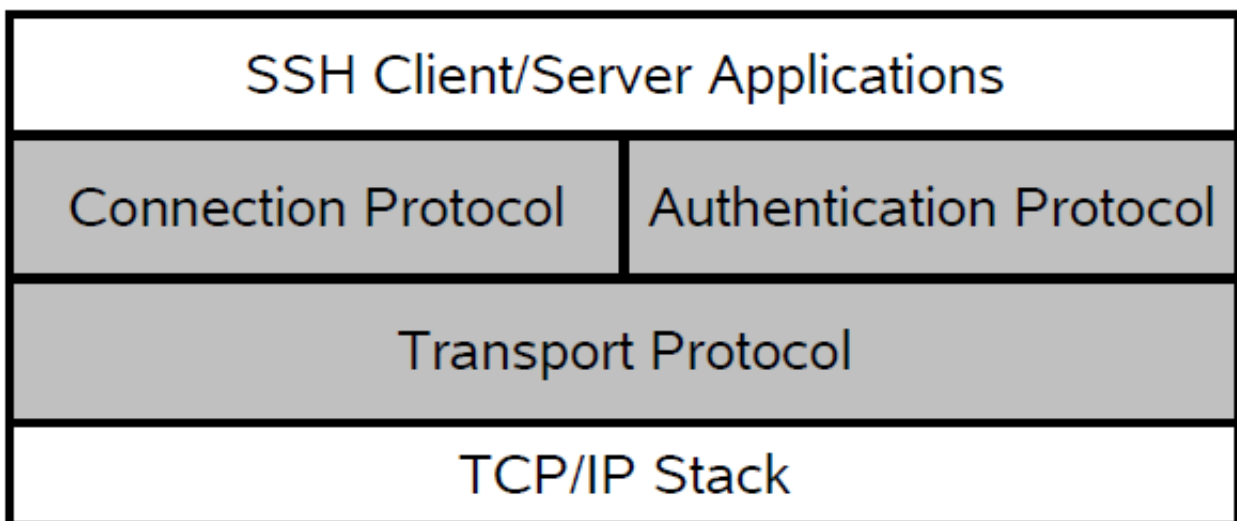 SSH Client/Server Applications
Connection Protocol
Authentication Protocol
Transport Protocol
TCP/IP Stack